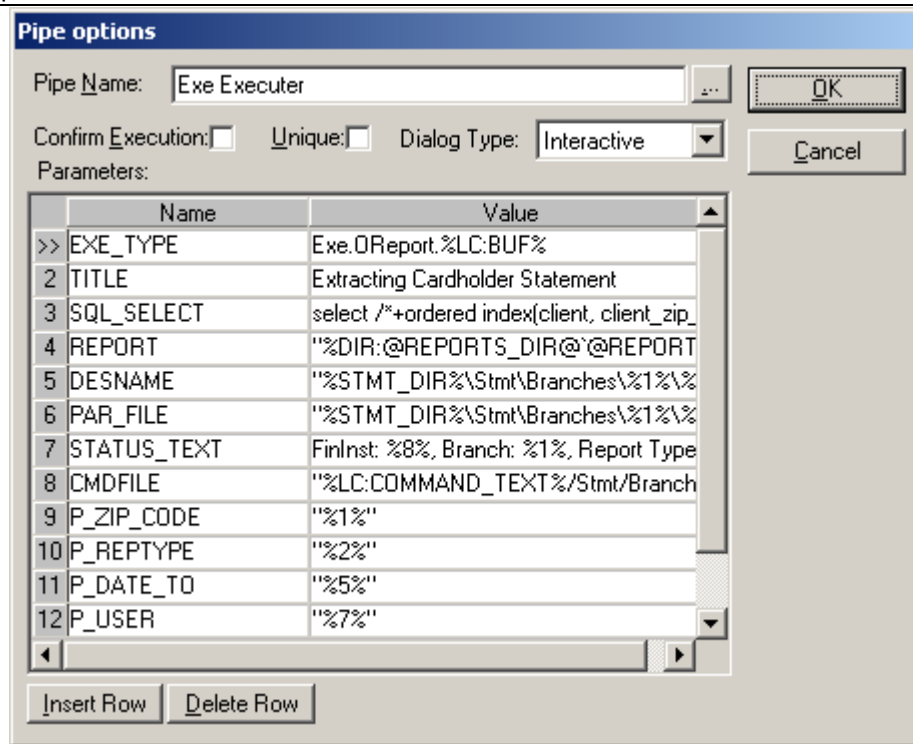 Pipe options
Pipe Name: Exe Executer ... OK
Confirm Execution: Unique: Dialog Type: Interactive Cancel
Parameters:
Name Value
>> EXE_TYPE Exe.OReport.%LC:BUF%
2 TITLE Extracting Cardholder Statement
3 SQL_SELECT select /*+ordered index(client, client_zip_
4 REPORT "%DIR:@REPORTS_DIR@`@REPORT
5 DESNAME "%STMT_DIR%\Stmt\Branches\%1%\%
6 PAR_FILE "%STMT_DIR%\Stmt\Branches\%1%\%
7 STATUS_TEXT FinInst: %8%, Branch: %1%, Report Type
8 CMDFILE "%LC:COMMAND_TEXT%/Stmt/Branch
9 P_ZIP_CODE "%1%"
10 P_REPTYPE "%2%"
11 P_DATE_TO "%5%"
12 P_USER "%7%"
Insert Row Delete Row